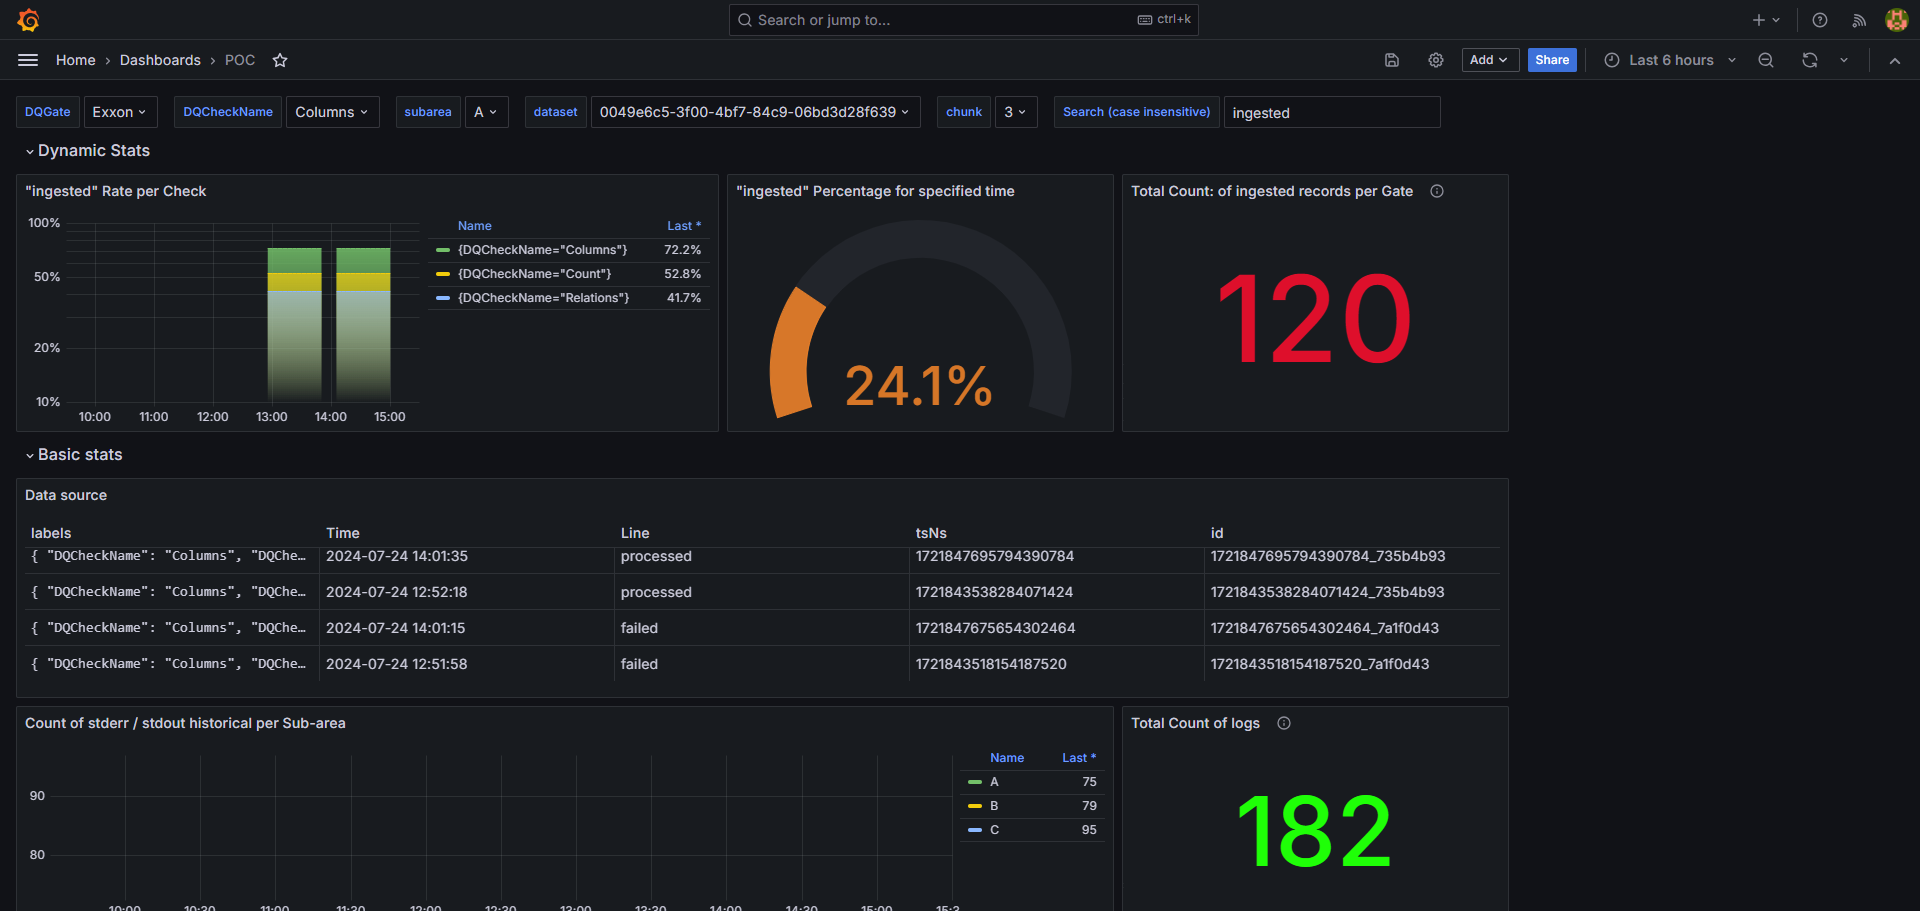 Search or jump to...
ctrl+k
Home › Dashboards › POC
Add
Share
Last 6 hours
DQGate
Exxon
DQCheckName
Columns
subarea
A
dataset
0049e6c5-3f00-4bf7-84c9-06bd3d28f639
chunk
3
Search (case insensitive)
ingested
Dynamic Stats
"ingested" Rate per Check
100%
50%
20%
10%
10:00 11:00 12:00 13:00 14:00 15:00
Name Last *
{DQCheckName="Columns"} 72.2%
{DQCheckName="Count"} 52.8%
{DQCheckName="Relations"} 41.7%
"ingested" Percentage for specified time
24.1%
Total Count: of ingested records per Gate
120
Basic stats
Data source
labels Time Line tsNs id
{ "DQCheckName": "Columns", "DQChe… 2024-07-24 14:01:35 processed 1721847695794390784 1721847695794390784_735b4b93
{ "DQCheckName": "Columns", "DQChe… 2024-07-24 12:52:18 processed 1721843538284071424 1721843538284071424_735b4b93
{ "DQCheckName": "Columns", "DQChe… 2024-07-24 14:01:15 failed 1721847675654302464 1721847675654302464_7a1f0d43
{ "DQCheckName": "Columns", "DQChe… 2024-07-24 12:51:58 failed 1721843518154187520 1721843518154187520_7a1f0d43
Count of stderr / stdout historical per Sub-area
90
80
10:00 10:30 11:00 11:30 12:00 12:30 13:00 13:30 14:00 14:30 15:00 15:3
Name Last *
A 75
B 79
C 95
Total Count of logs
182